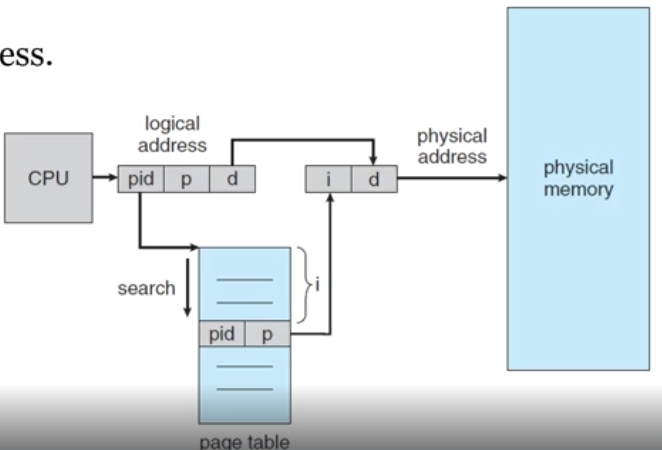 ess.
logical
address
physical
address
CPU
pid p d
i d
physical
memory
search
i
pid p
page table